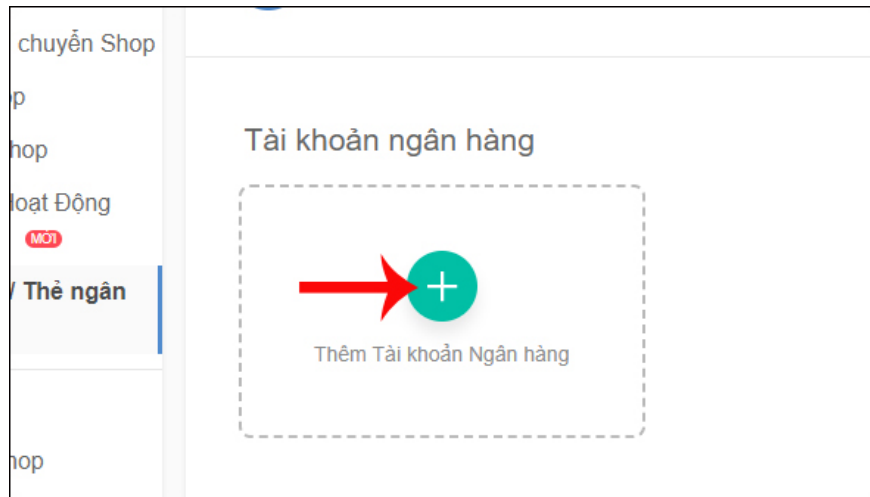 chuyển Shop
op
hop
Hoạt Động
MỚI
/ Thẻ ngân
hop
Tài khoản ngân hàng
Thêm Tài khoản Ngân hàng